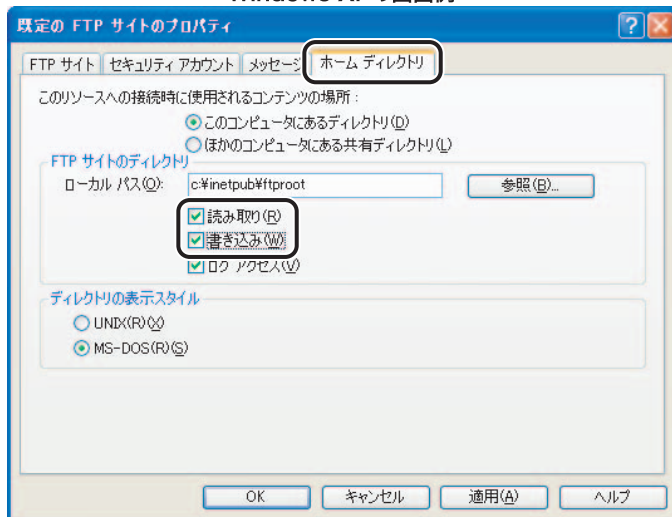 既定の FTP サイトのプロパティ
FTP サイト セキュリティ アカウント メッセージ ホーム ディレクトリ
このリソースへの接続時に使用されるコンテンツの場所:
このコンピュータにあるディレクトリ(D)
ほかのコンピュータにある共有ディレクトリ(L)
FTP サイトのディレクトリ
ローカル パス(O): c:¥inetpub¥ftproot 参照(B)...
読み取り(R)
書き込み(W)
ログ アクセス(V)
ディレクトリの表示スタイル
UNIX(R)(X)
MS-DOS(R)(S)
OK キャンセル 適用(A) ヘルプ